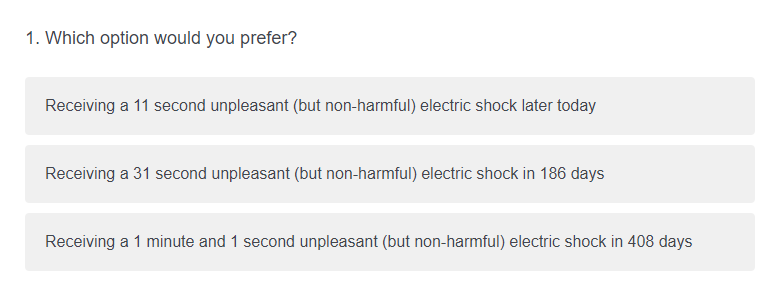 1. Which option would you prefer?
Receiving a 11 second unpleasant (but non-harmful) electric shock later today
Receiving a 31 second unpleasant (but non-harmful) electric shock in 186 days
Receiving a 1 minute and 1 second unpleasant (but non-harmful) electric shock in 408 days